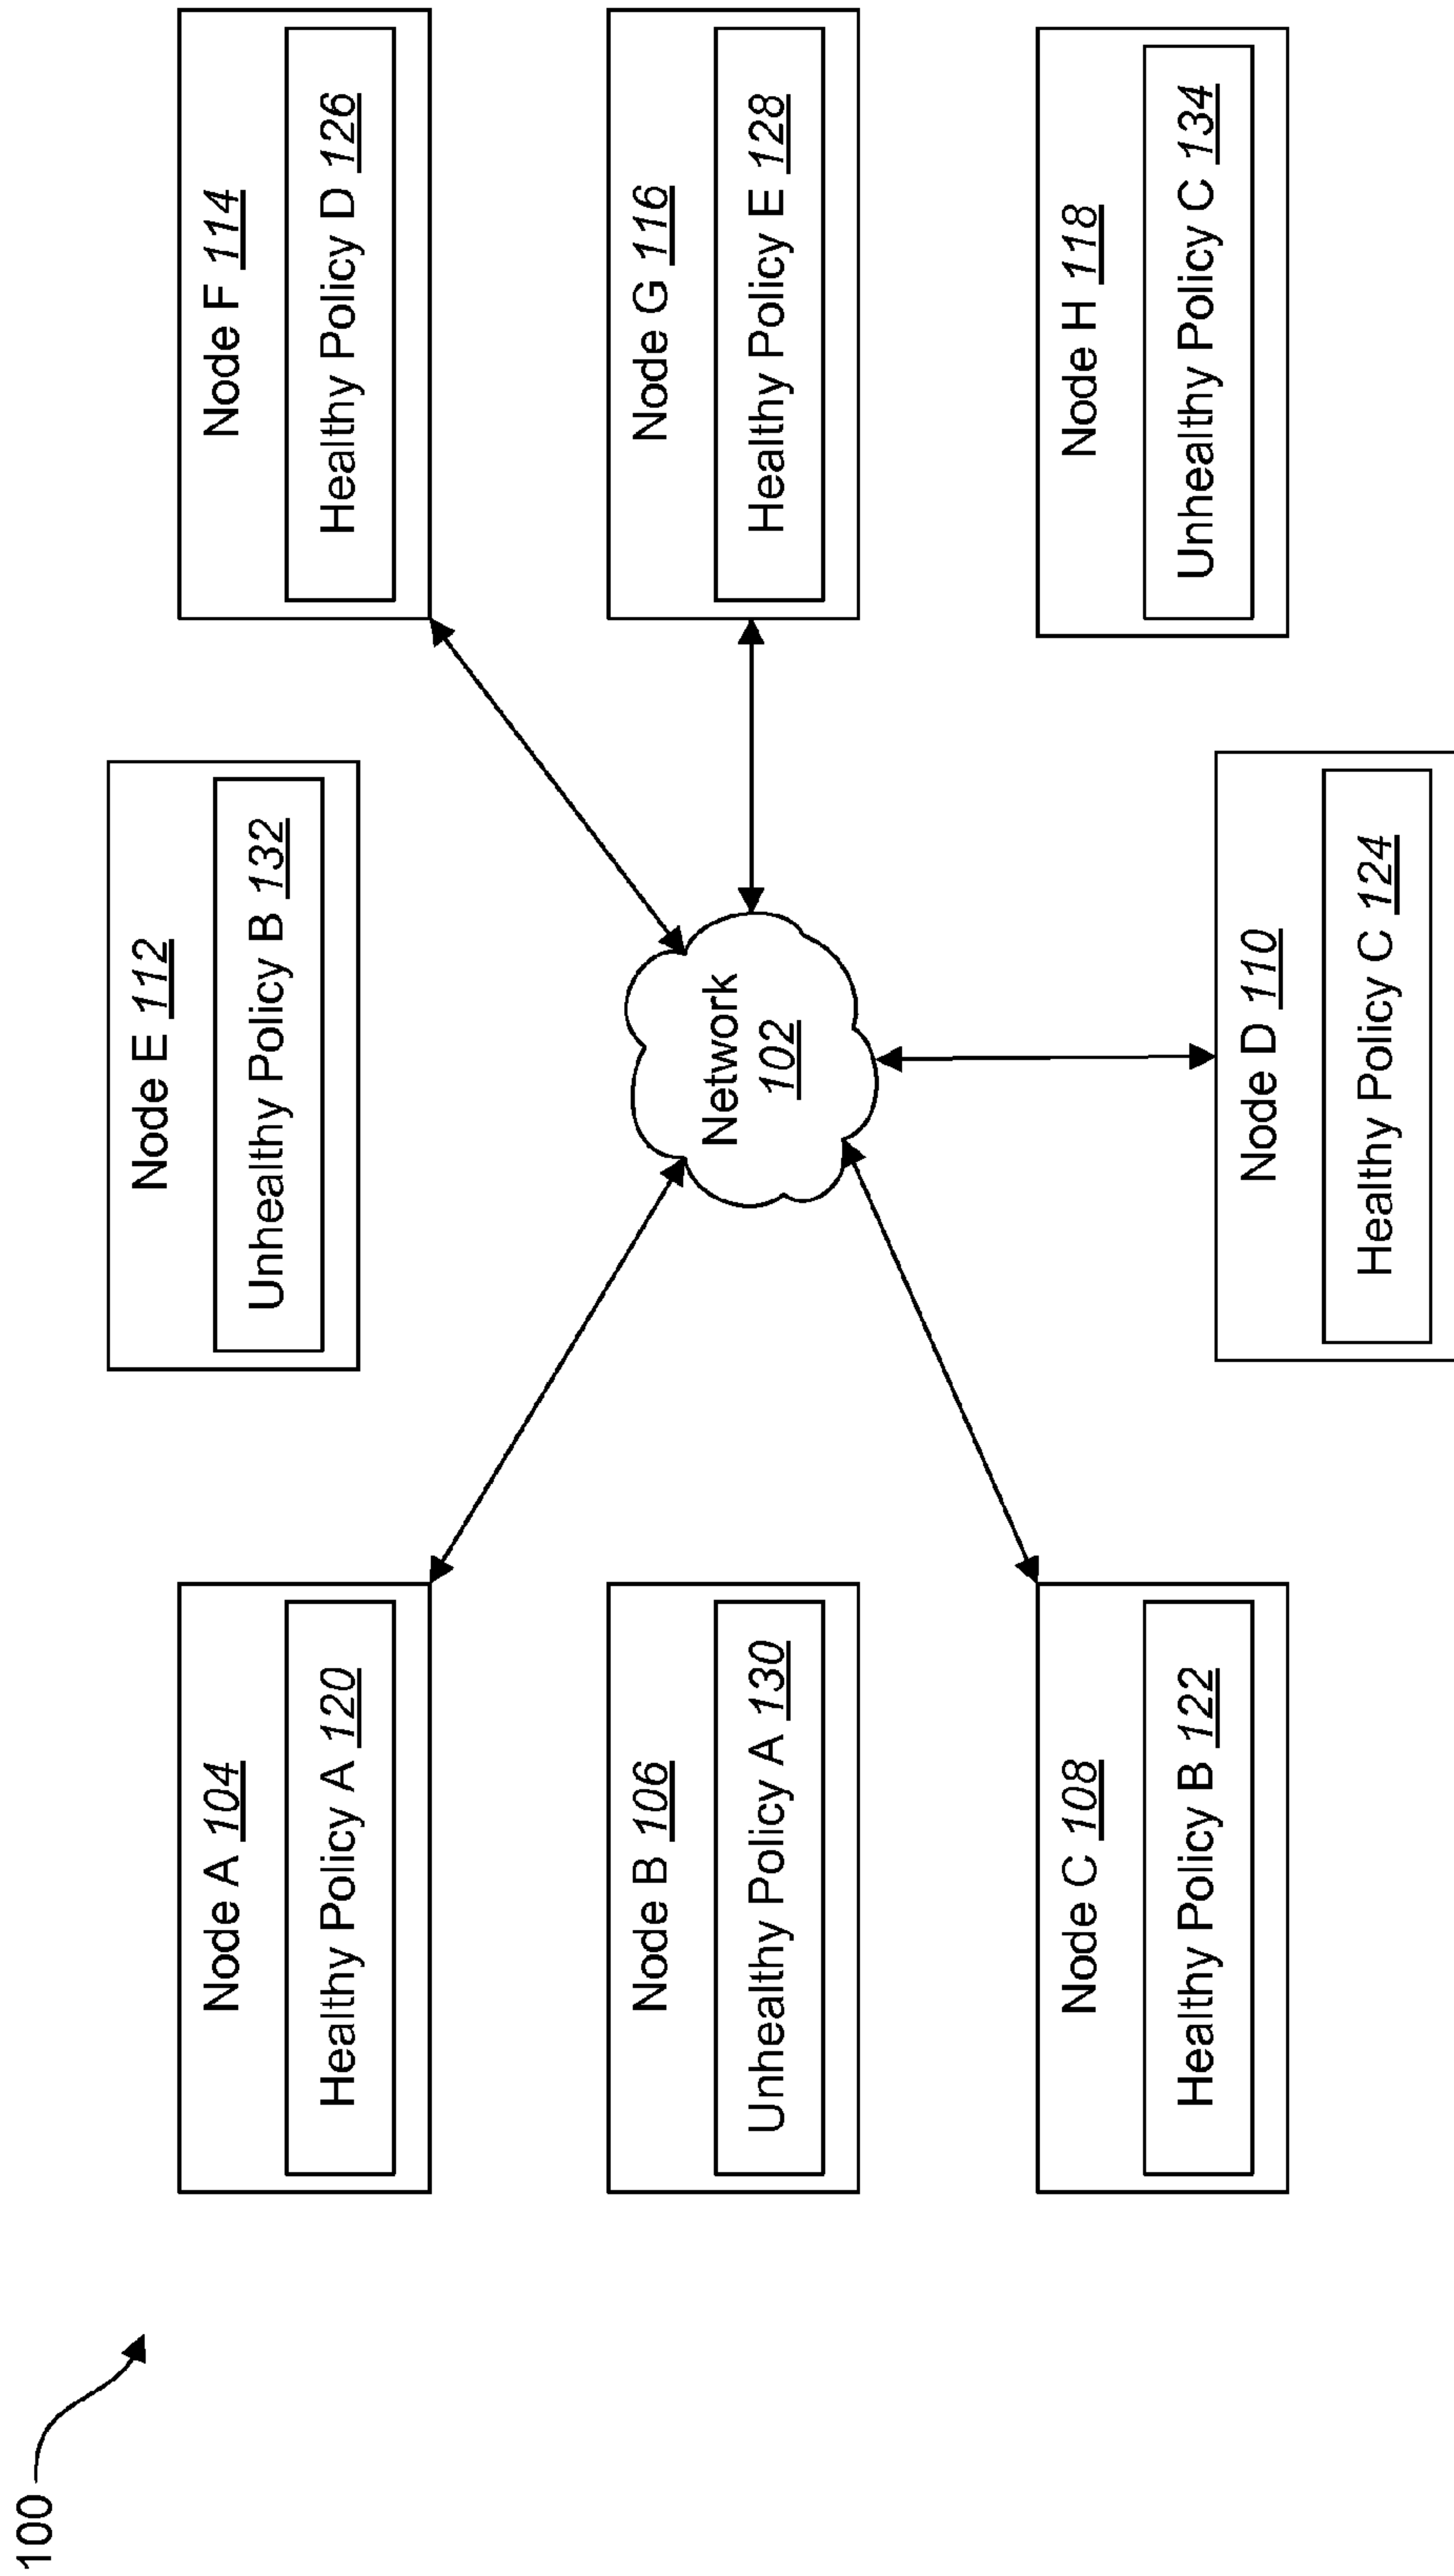 100
Node A 104
Healthy Policy A 120
Node B 106
Unhealthy Policy A 130
Node C 108
Healthy Policy B 122
Node E 112
Unhealthy Policy B 132
Network
102
Node D 110
Healthy Policy C 124
Node F 114
Healthy Policy D 126
Node G 116
Healthy Policy E 128
Node H 118
Unhealthy Policy C 134